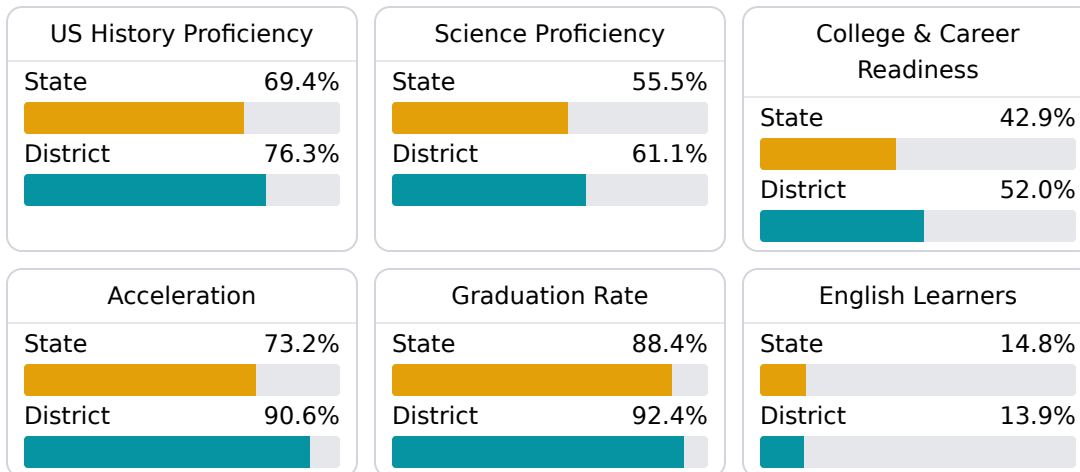 US History Proficiency
State 69.4%
District 76.3%
Science Proficiency
State 55.5%
District 61.1%
College & Career
Readiness
State 42.9%
District 52.0%
Acceleration
State 73.2%
District 90.6%
Graduation Rate
State 88.4%
District 92.4%
English Learners
State 14.8%
District 13.9%